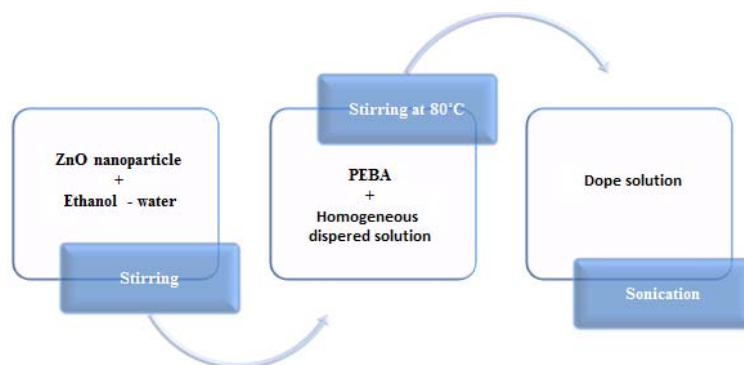 ZnO nanoparticle
+
Ethanol - water
Stirring
Stirring at 80°C
PEBA
+
Homogeneous
dispered solution
Dope solution
Sonication